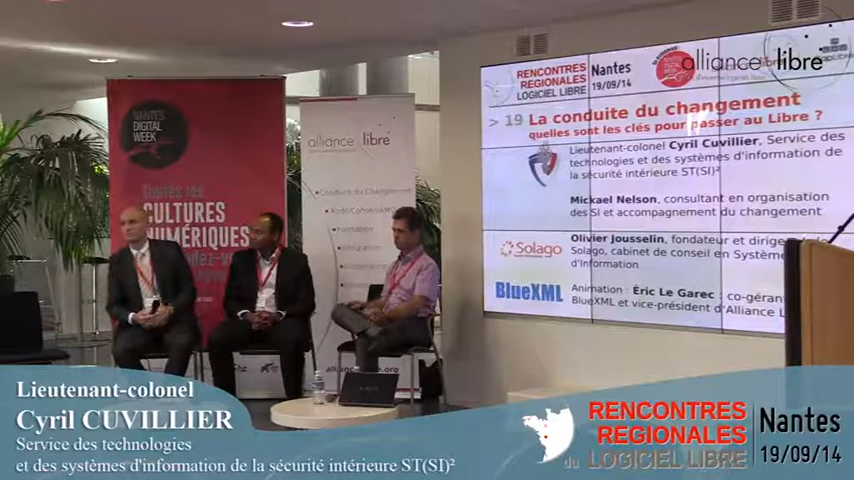 NANTES
DIGITAL
WEEK
Toutes les
CULTURES
NUMÉRIQUES
alliance libre
• Conduite du Changement
• Formation
RENCONTRES
REGIONALES
LOGICIEL LIBRE
Nantes
19/09/14
alliance libre
> 19 La conduite du changement
quelles sont les clés pour passer au Libre ?
Lieutenant-colonel Cyril Cuvillier, Service des
technologies et des systèmes d'information de
la sécurité intérieure ST(SI)²
Mickael Nelson, consultant en organisation
des SI et accompagnement du changement
Solago
Olivier Jousselin, fondateur et dirige
Solago, cabinet de conseil en Systèm
d'information
BlueXML
Animation : Éric Le Garec, co-géran
BlueXML et vice-président d'Alliance L
Lieutenant-colonel
Cyril CUVILLIER
Service des technologies
et des systèmes d'information de la sécurité intérieure ST(SI)²
RENCONTRES
REGIONALES
du LOGICIEL LIBRE
Nantes
19/09/14